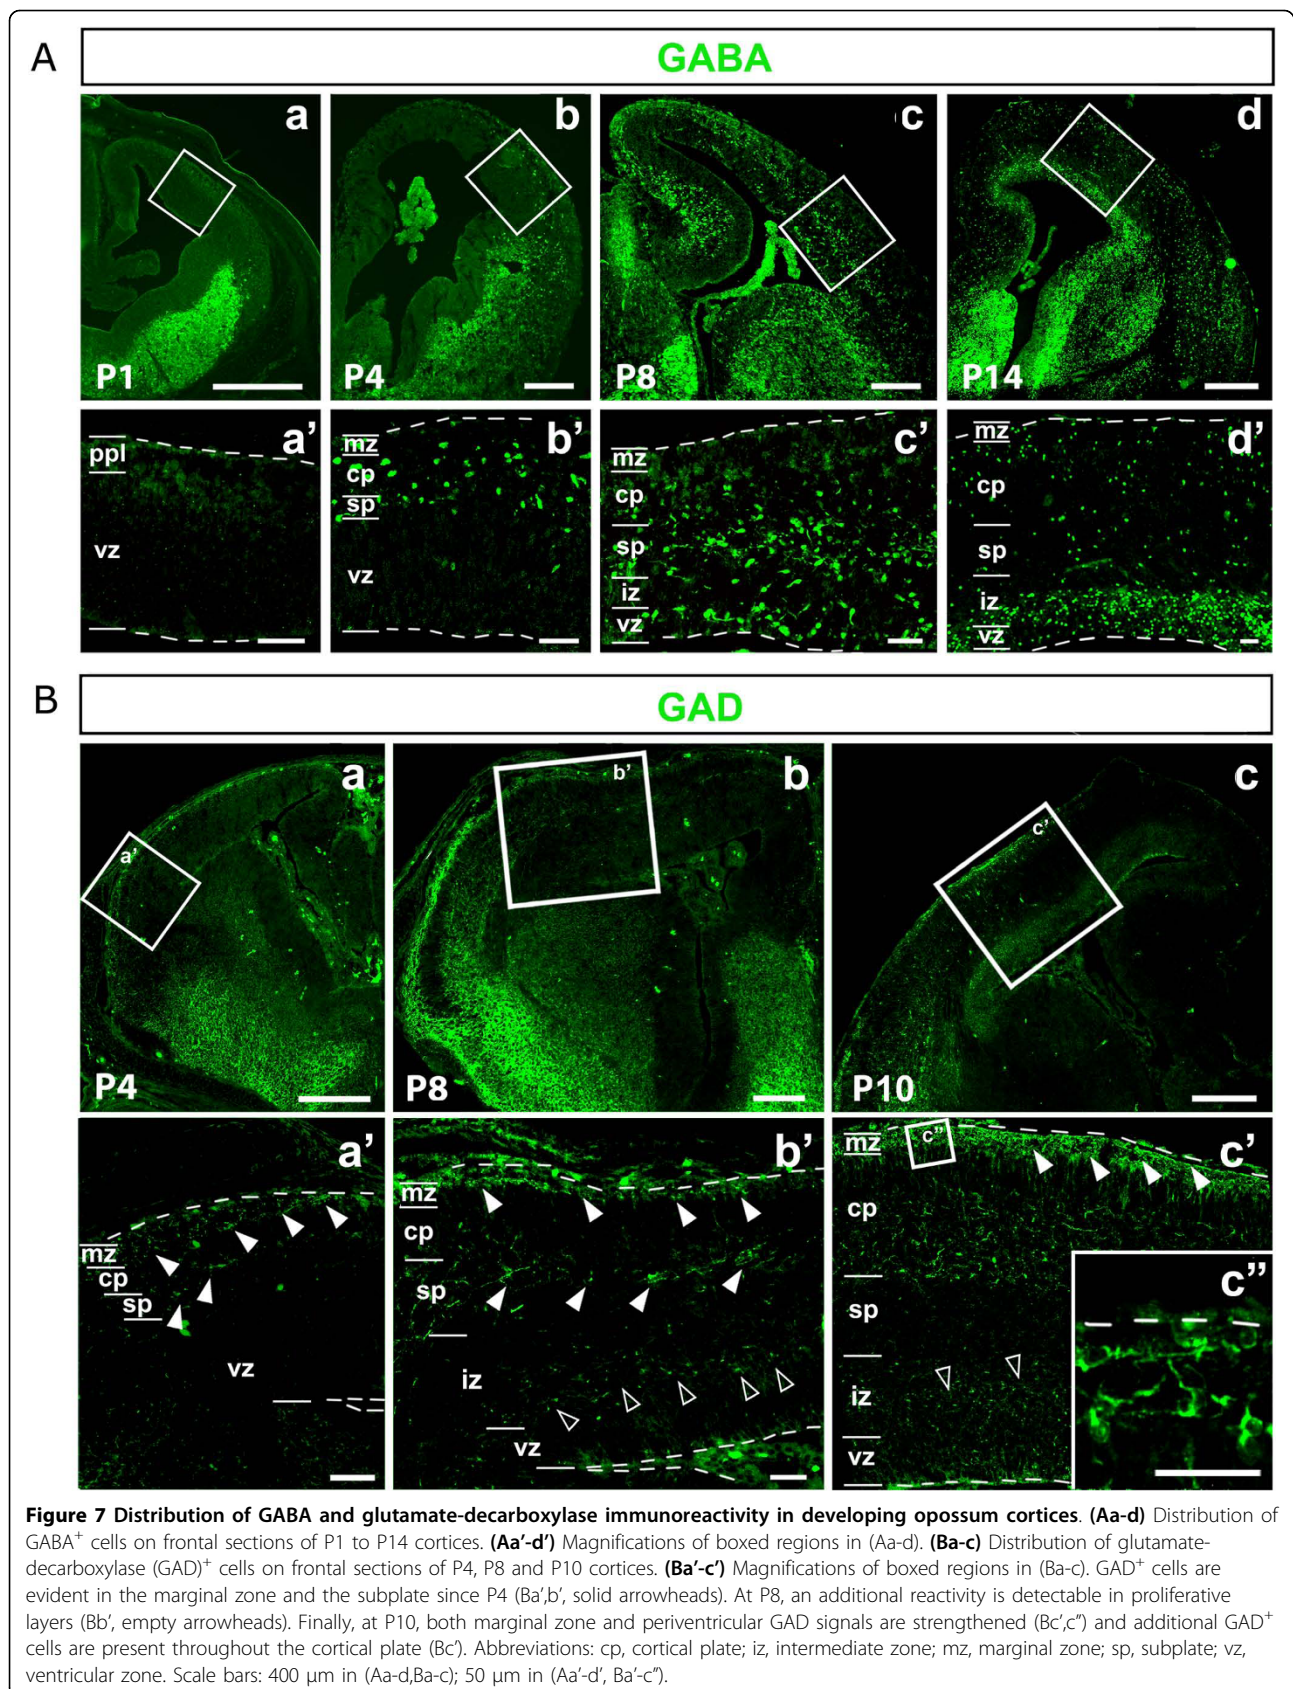 A
GABA
a
b
c
d
P1
P4
P8
P14
a’
b’
c’
d’
ppl
vz
mz
cp
sp
vz
mz
cp
sp
iz
vz
mz
cp
sp
iz
vz
B
GAD
a
b
c
a’
b’
c’
P4
P8
P10
a’
b’
c’
mz
cp
sp
vz
mz
cp
sp
iz
vz
mz
c”
cp
sp
iz
vz
c”
Figure 7 Distribution of GABA and glutamate-decarboxylase immunoreactivity in developing opossum cortices. (Aa-d) Distribution of
GABA⁺ cells on frontal sections of P1 to P14 cortices. (Aa’-d’) Magnifications of boxed regions in (Aa-d). (Ba-c) Distribution of glutamate-
decarboxylase (GAD)⁺ cells on frontal sections of P4, P8 and P10 cortices. (Ba’-c’) Magnifications of boxed regions in (Ba-c). GAD⁺ cells are
evident in the marginal zone and the subplate since P4 (Ba’,b’, solid arrowheads). At P8, an additional reactivity is detectable in proliferative
layers (Bb’, empty arrowheads). Finally, at P10, both marginal zone and periventricular GAD signals are strengthened (Bc’,c”) and additional GAD⁺
cells are present throughout the cortical plate (Bc’). Abbreviations: cp, cortical plate; iz, intermediate zone; mz, marginal zone; sp, subplate; vz,
ventricular zone. Scale bars: 400 μm in (Aa-d,Ba-c); 50 μm in (Aa’-d’, Ba’-c”).